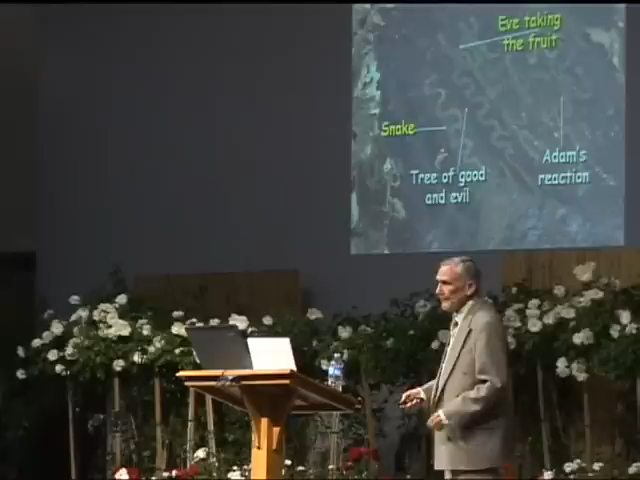 Eve taking
the fruit
Snake
Tree of good
and evil
Adam's
reaction